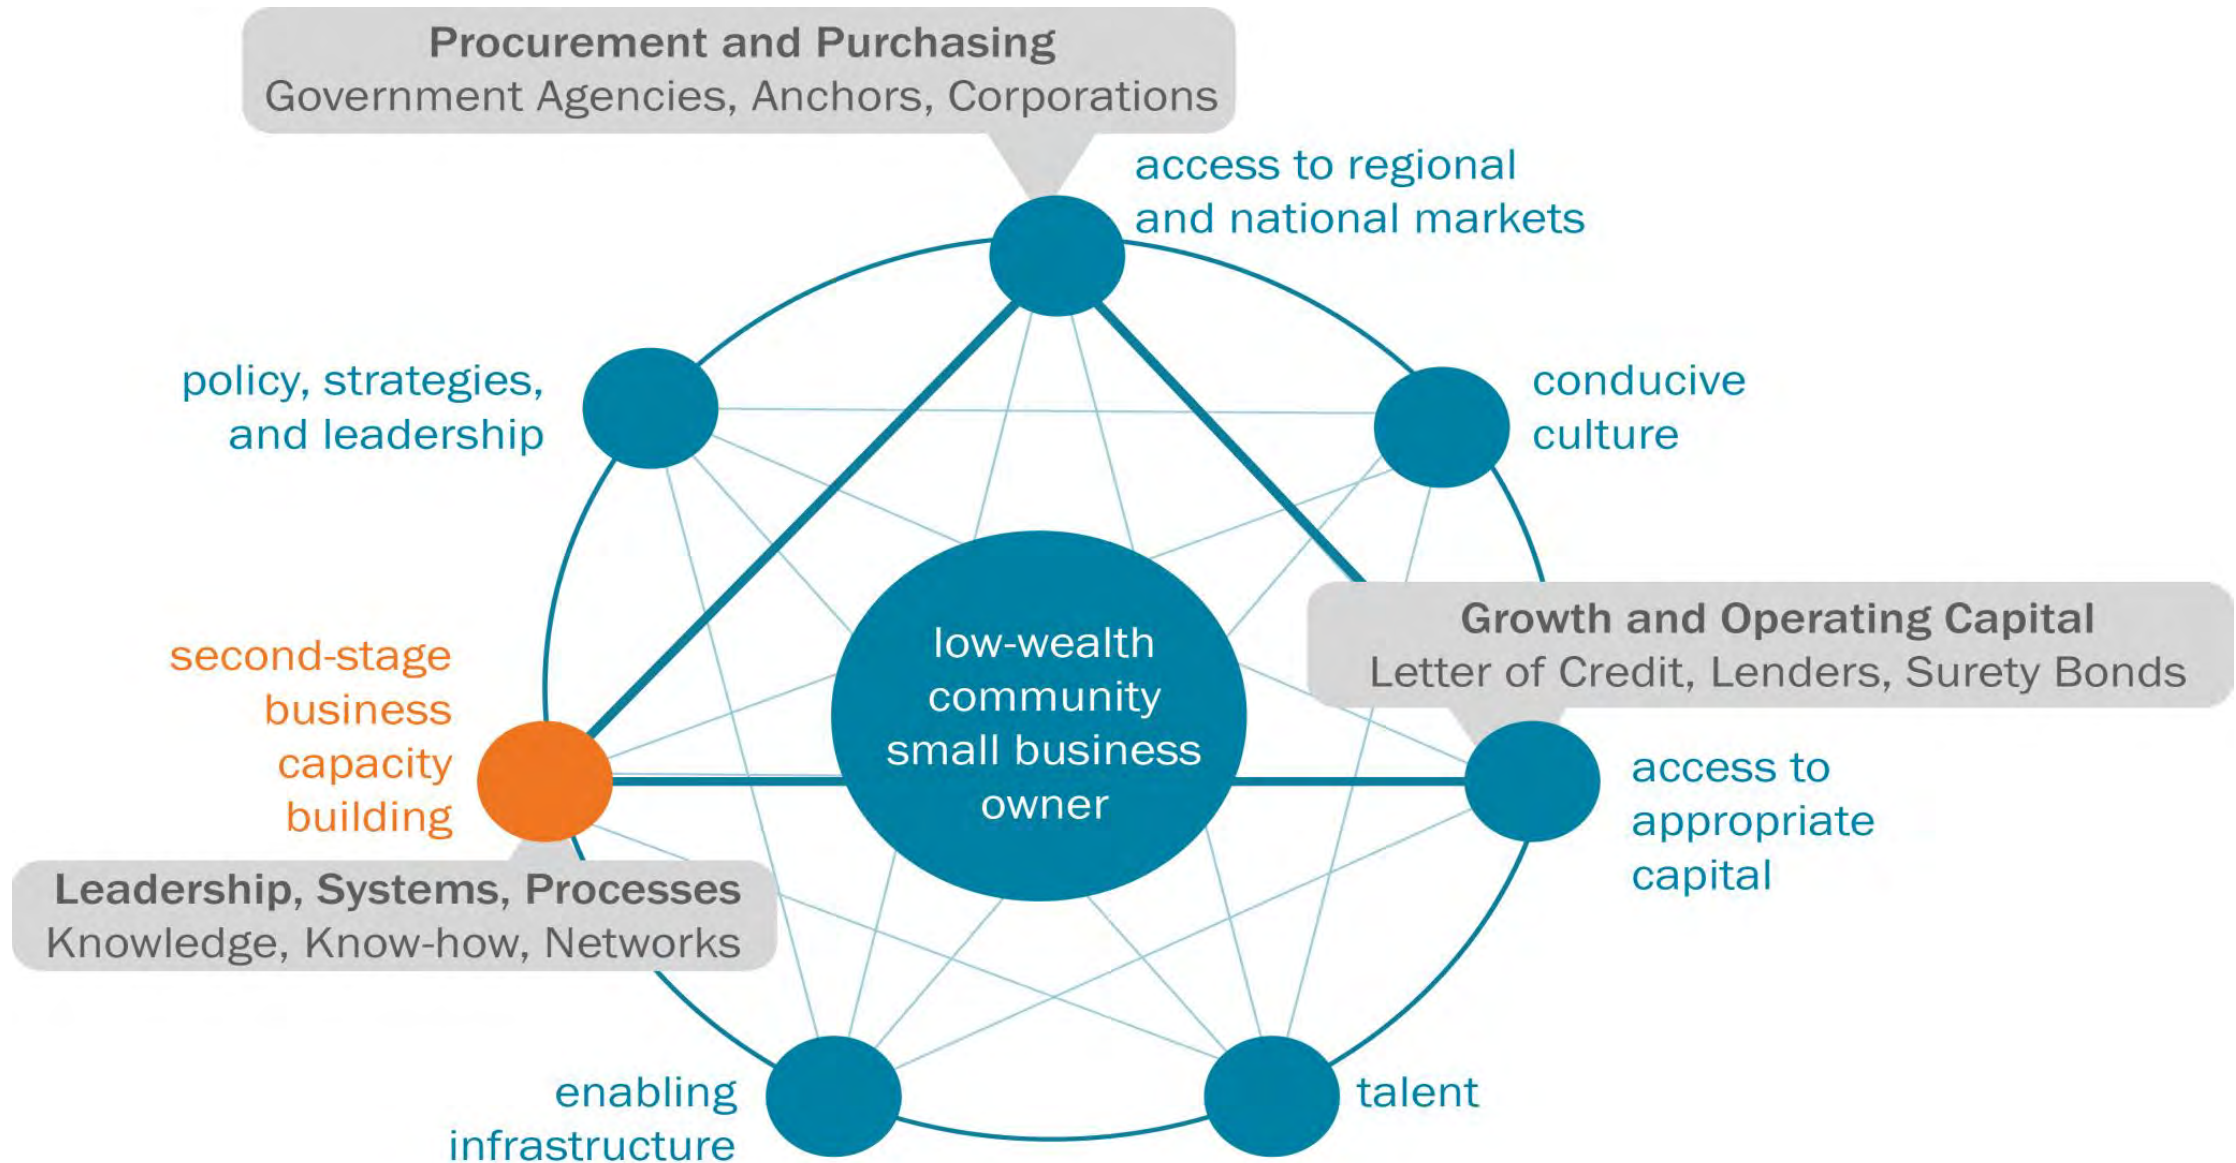 Procurement and Purchasing
Government Agencies, Anchors, Corporations
access to regional
and national markets
policy, strategies,
and leadership
conducive
culture
second-stage
business
capacity
building
low-wealth
community
small business
owner
Growth and Operating Capital
Letter of Credit, Lenders, Surety Bonds
access to
appropriate
capital
Leadership, Systems, Processes
Knowledge, Know-how, Networks
enabling
infrastructure
talent